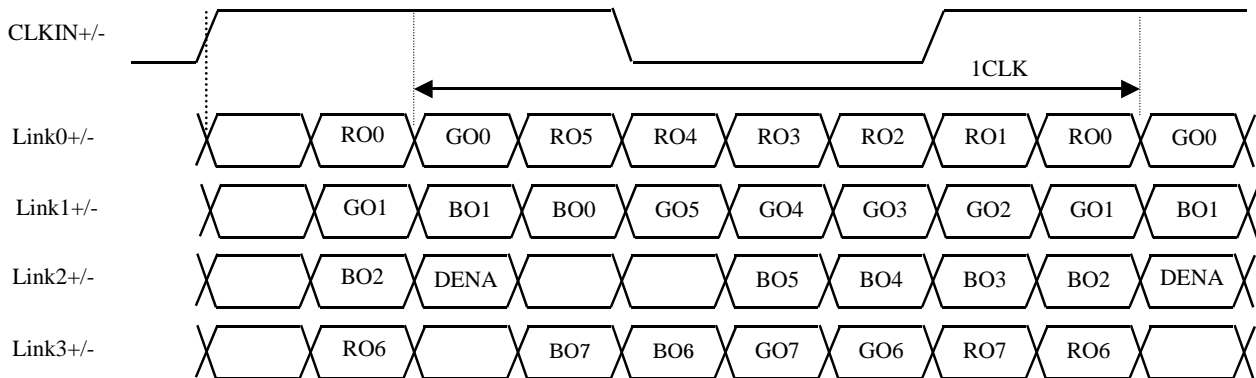 CLKIN+/-
1CLK
Link0+/- RO0 GO0 RO5 RO4 RO3 RO2 RO1 RO0 GO0
Link1+/- GO1 BO1 BO0 GO5 GO4 GO3 GO2 GO1 BO1
Link2+/- BO2 DENA BO5 BO4 BO3 BO2 DENA
Link3+/- RO6 BO7 BO6 GO7 GO6 RO7 RO6